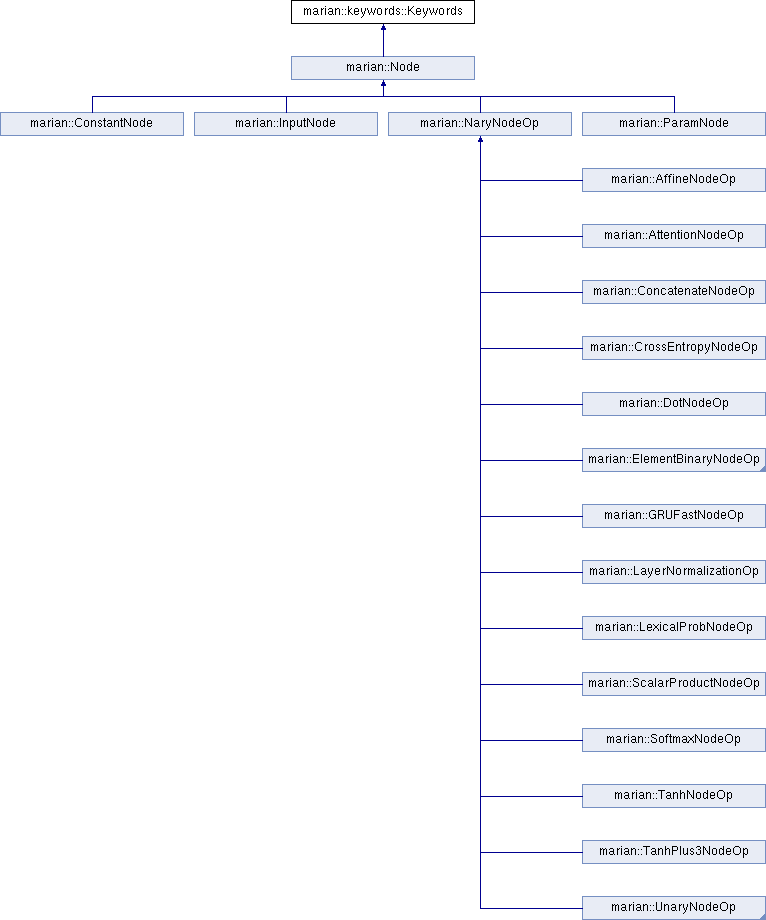 marian::keywords::Keywords
marian::Node
marian::ConstantNode
marian::InputNode
marian::NaryNodeOp
marian::ParamNode
marian::AffineNodeOp
marian::AttentionNodeOp
marian::ConcatenateNodeOp
marian::CrossEntropyNodeOp
marian::DotNodeOp
marian::ElementBinaryNodeOp
marian::GRUFastNodeOp
marian::LayerNormalizationOp
marian::LexicalProbNodeOp
marian::ScalarProductNodeOp
marian::SoftmaxNodeOp
marian::TanhNodeOp
marian::TanhPlus3NodeOp
marian::UnaryNodeOp